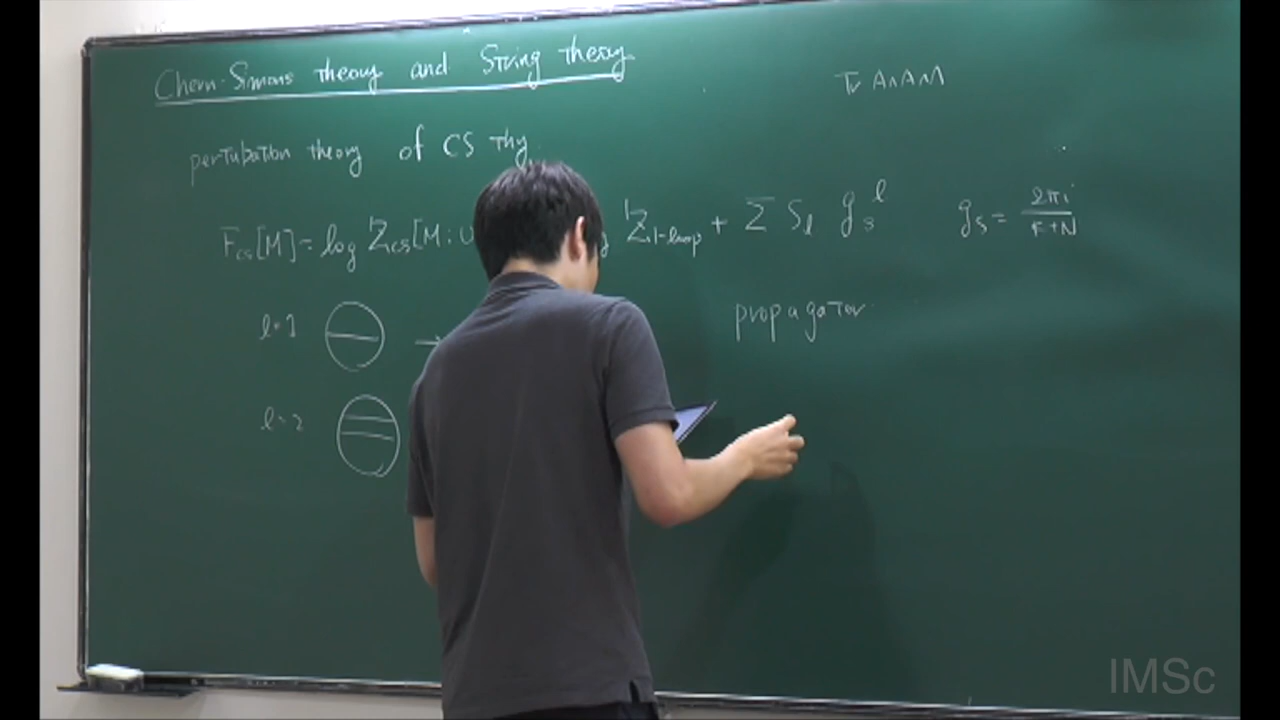 Chern-Simons theory and String theory
Tr A∧A∧A
pertubation theory of CS thy
F_cs[M] = log Z_cs[M: U
Z_1-loop + Σ S_l g_s^l
g_s = 2πi / k+N
l=1
propagator
l=2
IMSc